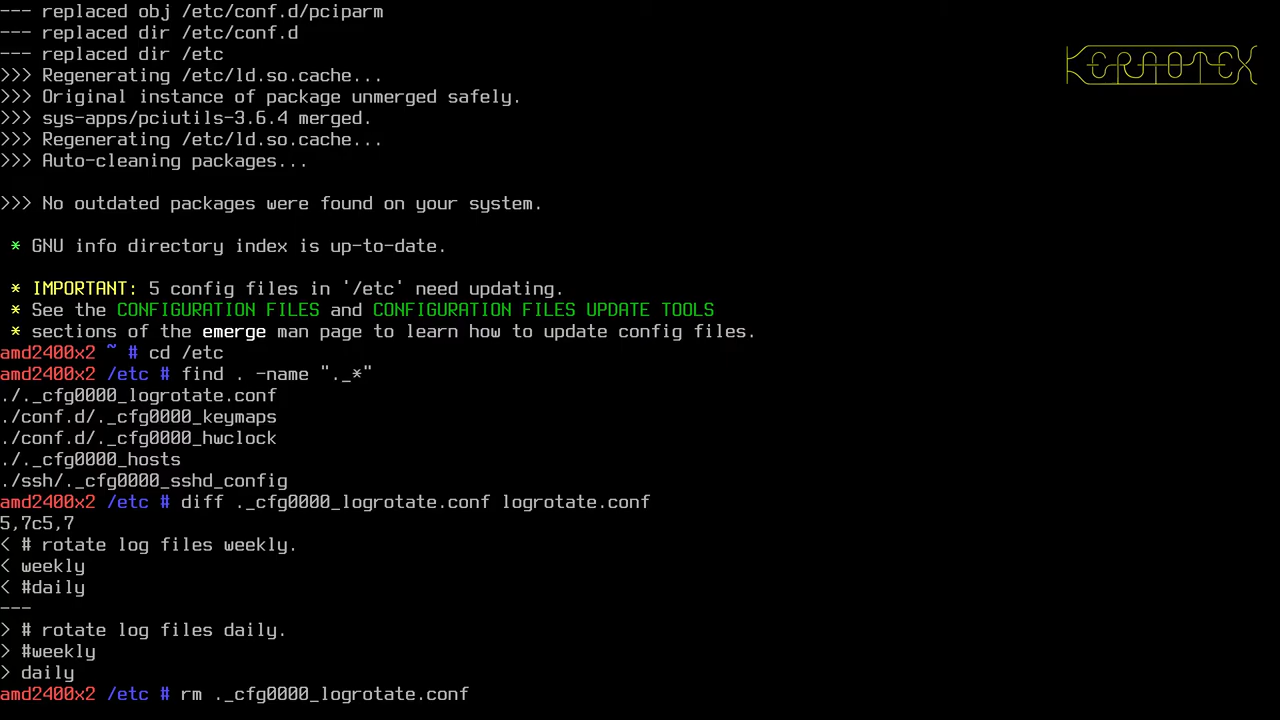 --- replaced obj /etc/conf.d/pciparm
--- replaced dir /etc/conf.d
--- replaced dir /etc
>>> Regenerating /etc/ld.so.cache...
>>> Original instance of package unmerged safely.
>>> sys-apps/pciutils-3.6.4 merged.
>>> Regenerating /etc/ld.so.cache...
>>> Auto-cleaning packages...
>>> No outdated packages were found on your system.
* GNU info directory index is up-to-date.
* IMPORTANT: 5 config files in '/etc' need updating.
* See the CONFIGURATION FILES and CONFIGURATION FILES UPDATE TOOLS
* sections of the emerge man page to learn how to update config files.
amd2400x2 ~ # cd /etc
amd2400x2 /etc # find . -name "._*"
./._cfg0000_logrotate.conf
./conf.d/._cfg0000_keymaps
./conf.d/._cfg0000_hwclock
./._cfg0000_hosts
./ssh/._cfg0000_sshd_config
amd2400x2 /etc # diff ._cfg0000_logrotate.conf logrotate.conf
5,7c5,7
< # rotate log files weekly.
< weekly
< #daily
---
> # rotate log files daily.
> #weekly
> daily
amd2400x2 /etc # rm ._cfg0000_logrotate.conf
KERAOTEX